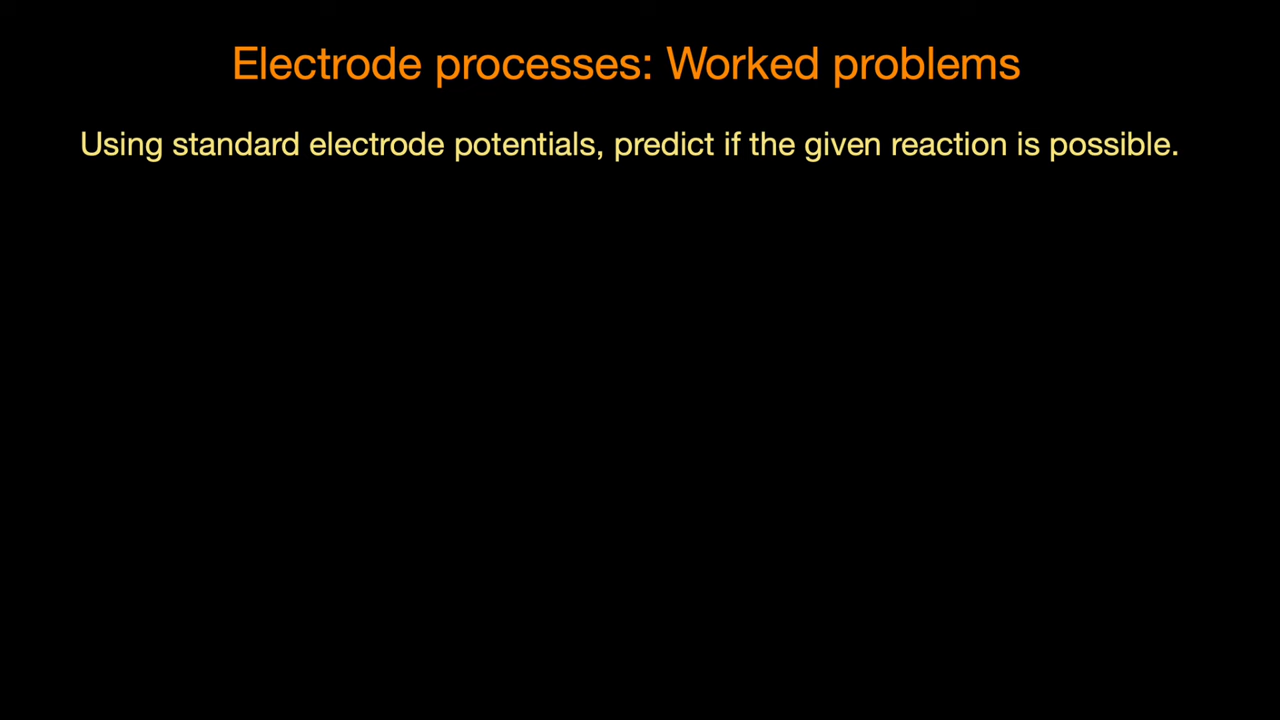 Electrode processes: Worked problems
Using standard electrode potentials, predict if the given reaction is possible.